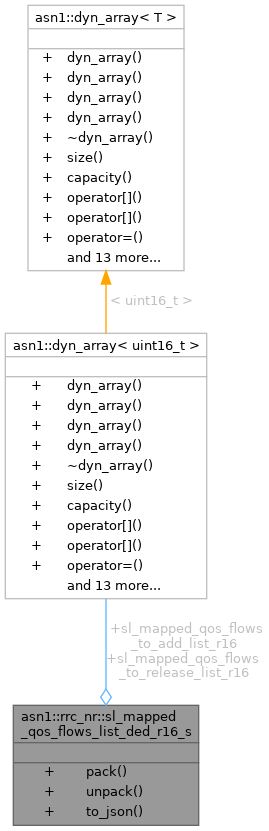 asn1::dyn_array< T >
+ dyn_array()
+ dyn_array()
+ dyn_array()
+ dyn_array()
+ ~dyn_array()
+ size()
+ capacity()
+ operator[]()
+ operator[]()
+ operator=()
and 13 more...
< uint16_t >
asn1::dyn_array< uint16_t >
+ dyn_array()
+ dyn_array()
+ dyn_array()
+ dyn_array()
+ ~dyn_array()
+ size()
+ capacity()
+ operator[]()
+ operator[]()
+ operator=()
and 13 more...
+sl_mapped_qos_flows
_to_add_list_r16
+sl_mapped_qos_flows
_to_release_list_r16
asn1::rrc_nr::sl_mapped
_qos_flows_list_ded_r16_s
+ pack()
+ unpack()
+ to_json()